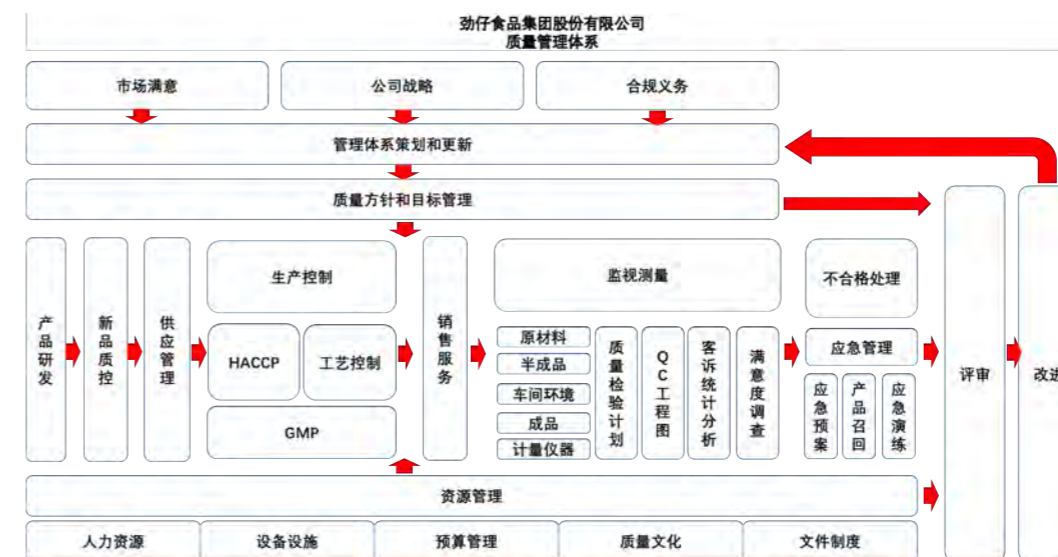 劲仔食品集团股份有限公司
质量管理体系
市场满意
公司战略
合规义务
管理体系策划和更新
质量方针和目标管理
产品研发
新品质控
供应管理
生产控制
HACCP
工艺控制
GMP
销售服务
监视测量
原材料
半成品
车间环境
成品
计量仪器
质量检验计划
QC工程图
客诉统计分析
满意度调查
不合格处理
应急管理
应急预案
产品召回
应急演练
评审
改进
资源管理
人力资源
设备设施
预算管理
质量文化
文件制度